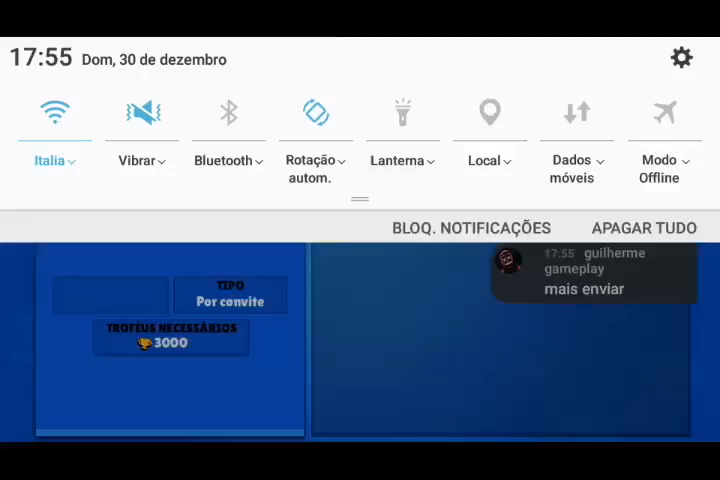 17:55 Dom, 30 de dezembro
Italia
Vibrar
Bluetooth
Rotação
autom.
Lanterna
Local
Dados
móveis
Modo
Offline
BLOQ. NOTIFICAÇÕES APAGAR TUDO
17:55 guilherme
gameplay
mais enviar
TIPO
Por convite
TROFÉUS NECESSÁRIOS
3000